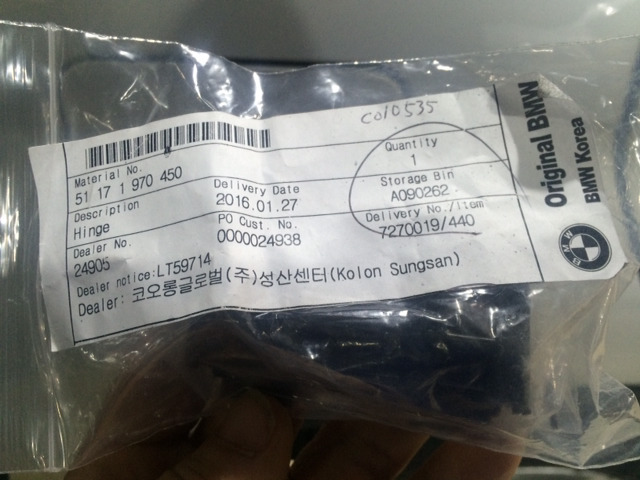 CO10535
Material No.
51 17 1 970 450
Quantity
1
Description
Hinge
Delivery Date
2016.01.27
Storage Bin
A090262
Dealer No.
24905
PO Cust. No.
0000024938
Delivery No./Item
7270019/440
Dealer notice:LT59714
Dealer: 코오롱글로벌(주)성산센터(Kolon Sungsan)
Original BMW
BMW Korea
BMW